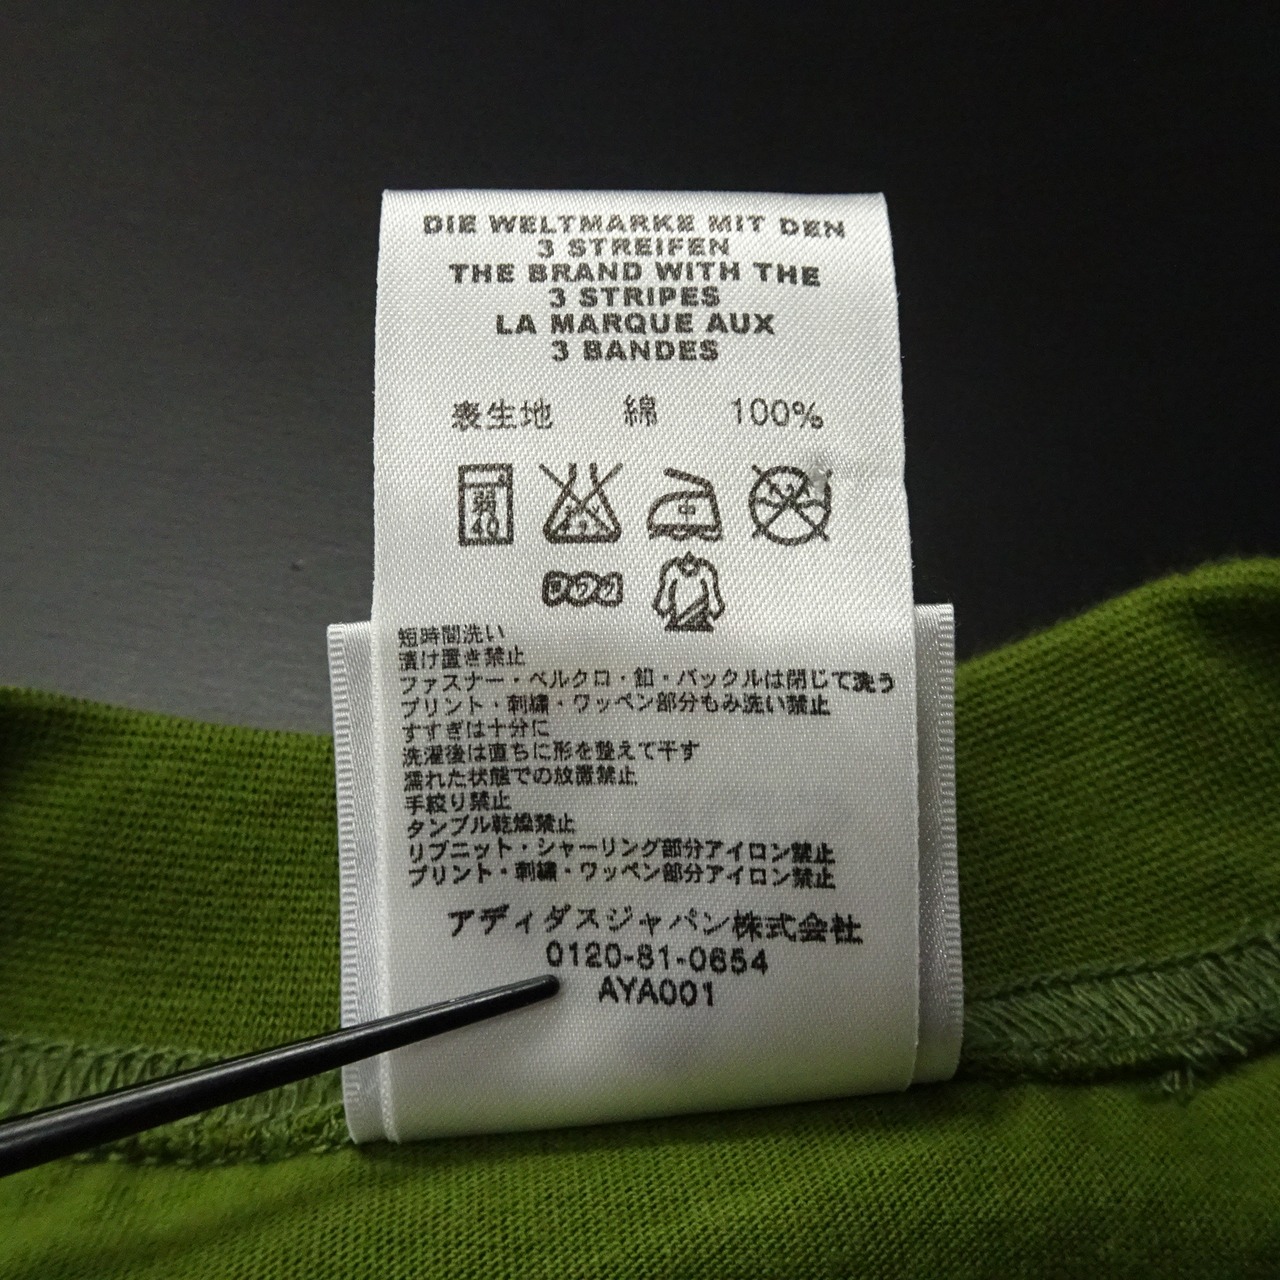 DIE WELTMARKE MIT DEN
3 STREIFEN
THE BRAND WITH THE
3 STRIPES
LA MARQUE AUX
3 BANDES
表生地 綿 100%
弱 中
40
短時間洗い
漬け置き禁止
ファスナー・ベルクロ・釦・バックルは閉じて洗う
プリント・刺繍・ワッペン部分もみ洗い禁止
すすぎは十分に
洗濯後は直ちに形を整えて干す
濡れた状態での放置禁止
手絞り禁止
タンブル乾燥禁止
リブニット・シャーリング部分アイロン禁止
プリント・刺繍・ワッペン部分アイロン禁止
アディダスジャパン株式会社
0120-81-0654
AYA001